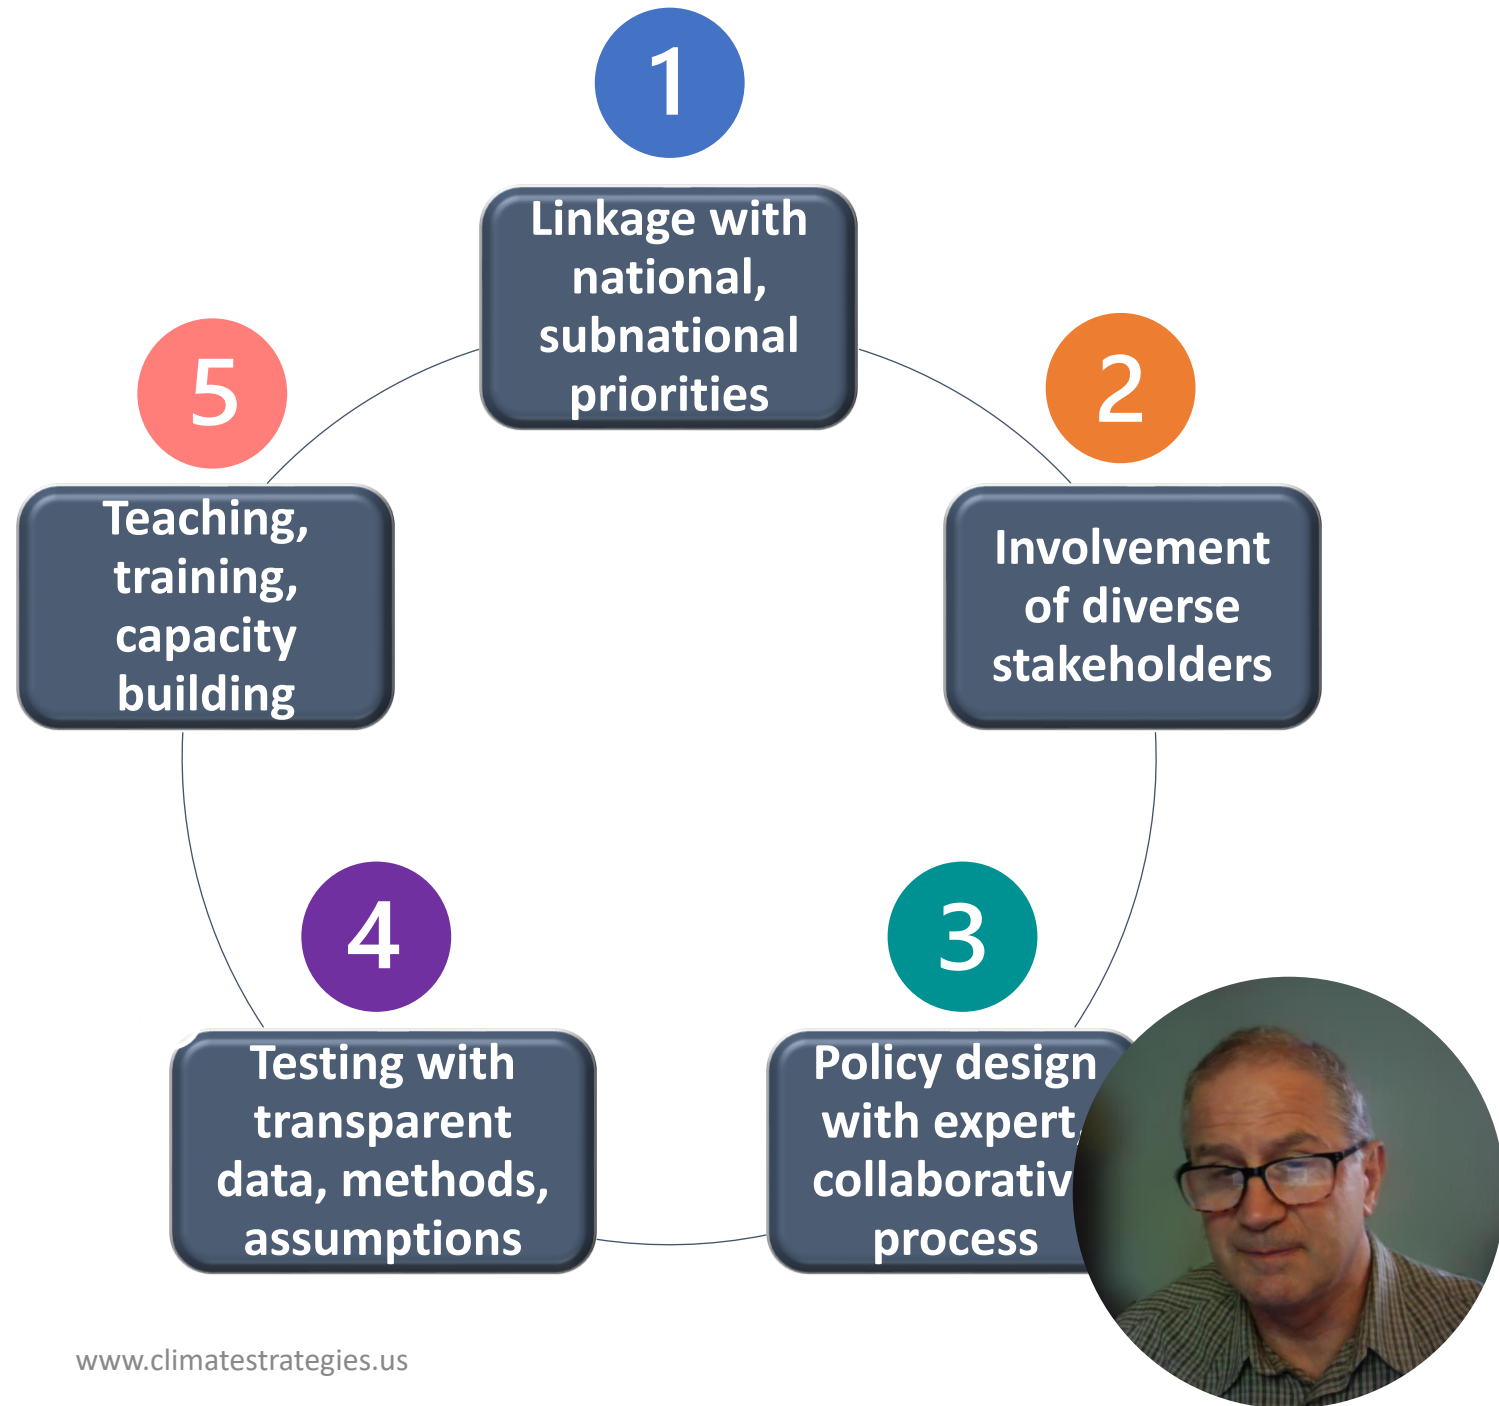 1
Linkage with
national,
subnational
priorities
2
Involvement
of diverse
stakeholders
3
Policy design
with expert,
process
4
Testing with
transparent
data, methods,
assumptions
5
Teaching,
training,
capacity
building
www.climatestrategies.us